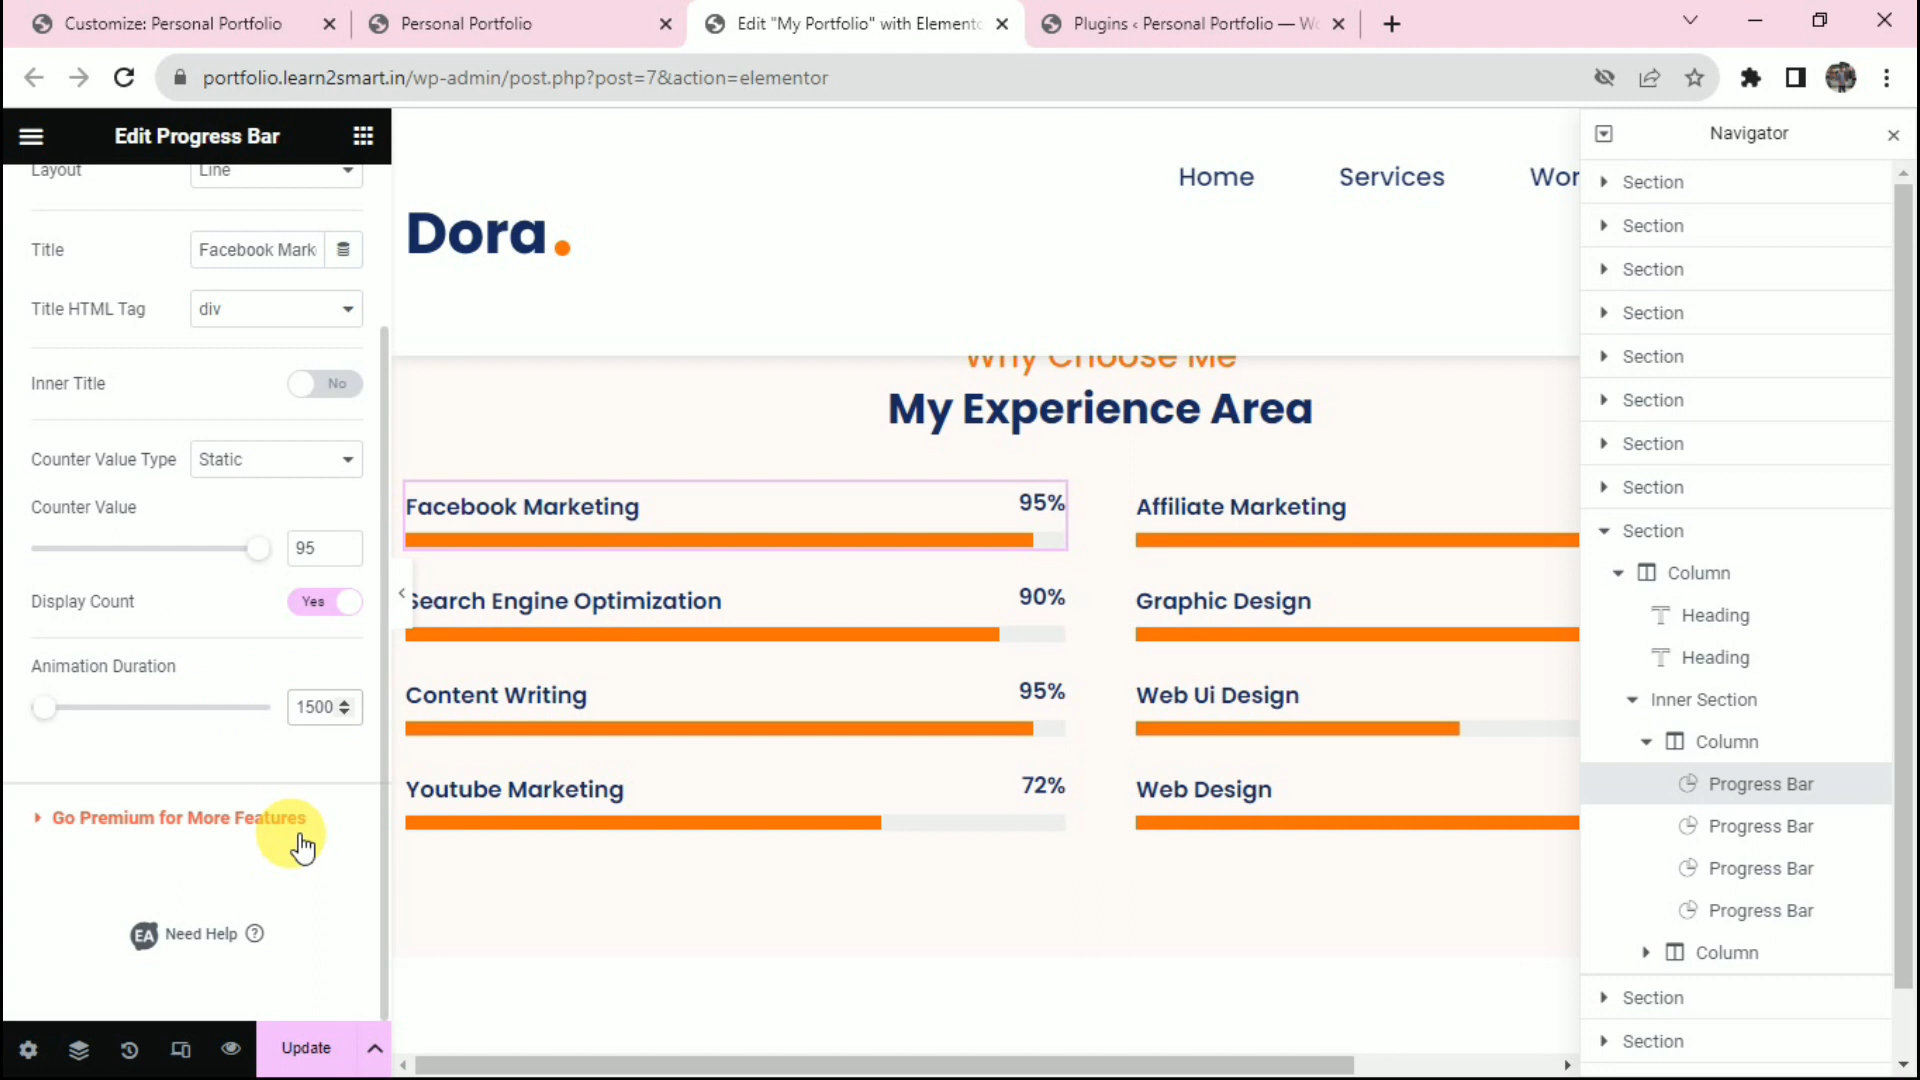 Customize: Personal Portfolio
Personal Portfolio
Edit "My Portfolio" with Elemento
Plugins ‹ Personal Portfolio — Wo
portfolio.learn2smart.in/wp-admin/post.php?post=7&action=elementor
Edit Progress Bar
Layout
Line
Title
Facebook Mark
Title HTML Tag
div
Inner Title
No
Counter Value Type
Static
Counter Value
95
Display Count
Yes
Animation Duration
1500
Go Premium for More Features
EA
Need Help
Update
Home
Services
Wor
Dora.
Why Choose Me
My Experience Area
Facebook Marketing
95%
Search Engine Optimization
90%
Content Writing
95%
Youtube Marketing
72%
Affiliate Marketing
Graphic Design
Web Ui Design
Web Design
Navigator
Section
Section
Section
Section
Section
Section
Section
Section
Section
Column
Heading
Heading
Inner Section
Column
Progress Bar
Progress Bar
Progress Bar
Progress Bar
Column
Section
Section